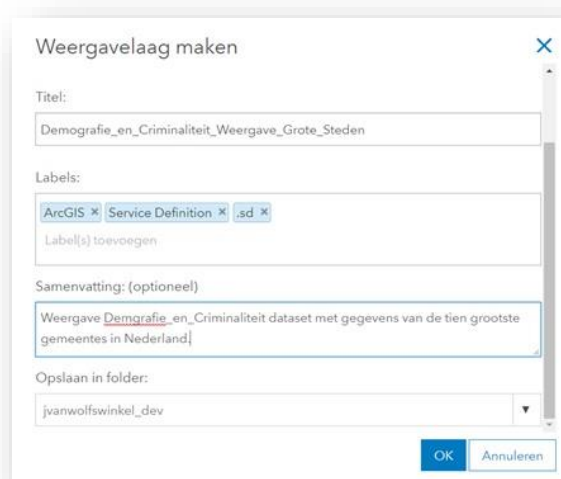 Weergavelaag maken
Titel:
Demografie_en_Criminaliteit_Weergave_Grote_Steden
Labels:
ArcGIS × Service Definition × .sd ×
Label(s) toevoegen
Samenvatting: (optioneel)
Weergave Demgrafie_en_Criminaliteit dataset met gegevens van de tien grootste
gemeentes in Nederland.
Opslaan in folder:
jvanwolfswinkel_dev
OK Annuleren